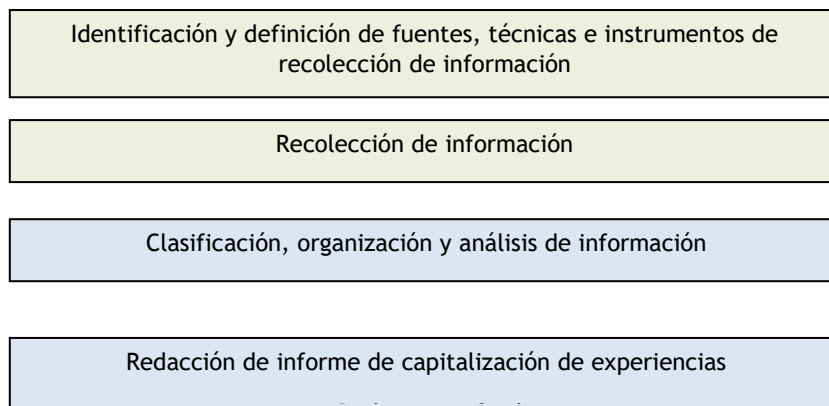 Identificación y definición de fuentes, técnicas e instrumentos de
recolección de información
Recolección de información
Clasificación, organización y análisis de información
Redacción de informe de capitalización de experiencias